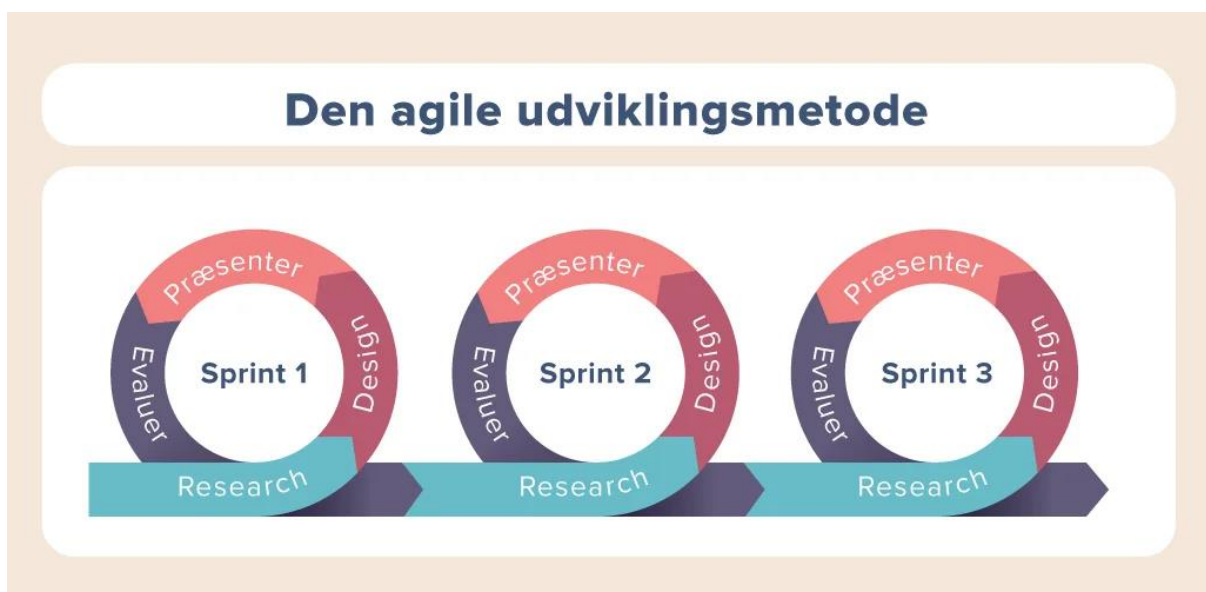 Den agile udviklingsmetode
Præsenter
Evaluer
Sprint 1
Design
Research
Præsenter
Evaluer
Sprint 2
Design
Research
Præsenter
Evaluer
Sprint 3
Design
Research